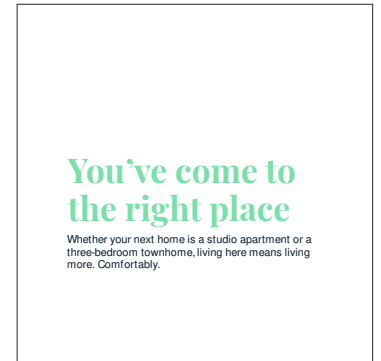 You’ve come to
the right place
Whether your next home is a studio apartment or a
three-bedroom townhome, living here means living
more. Comfortably.